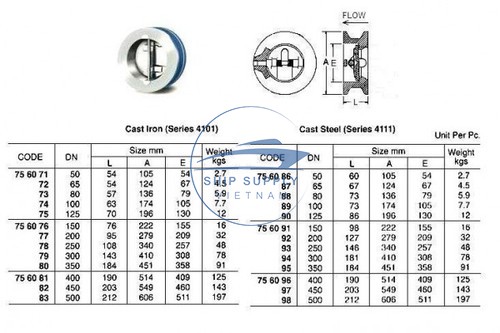 FLOW
A
E
L
Cast Iron (Series 4101) Cast Steel (Series 4111) Unit Per Pc.
CODE DN Size mm Weight kgs CODE DN Size mm Weight kgs
L A E L A E
75 60 71 50 54 105 54 2.7 75 60 86 50 60 105 54 2.7
72 65 54 124 67 4.5 87 65 67 124 67 4.5
73 80 57 136 79 5.9 88 80 73 136 79 5.9
74 100 63 174 105 7.7 89 100 73 174 105 7.7
75 125 70 196 130 12 90 125 86 196 130 12
75 60 76 150 76 222 155 16 75 60 91 150 98 222 155 16
77 200 95 279 209 32 92 200 127 279 209 32
78 250 108 340 257 48 93 250 146 340 257 48
79 300 143 410 308 78 94 300 181 410 308 78
80 350 184 451 358 91 95 350 184 451 358 91
75 60 81 400 190 514 409 125 75 60 96 400 190 514 409 125
82 450 203 549 460 143 97 450 203 549 460 143
83 500 212 606 511 197 98 500 212 606 511 197
SHIP SUPPLY
VIETNAM